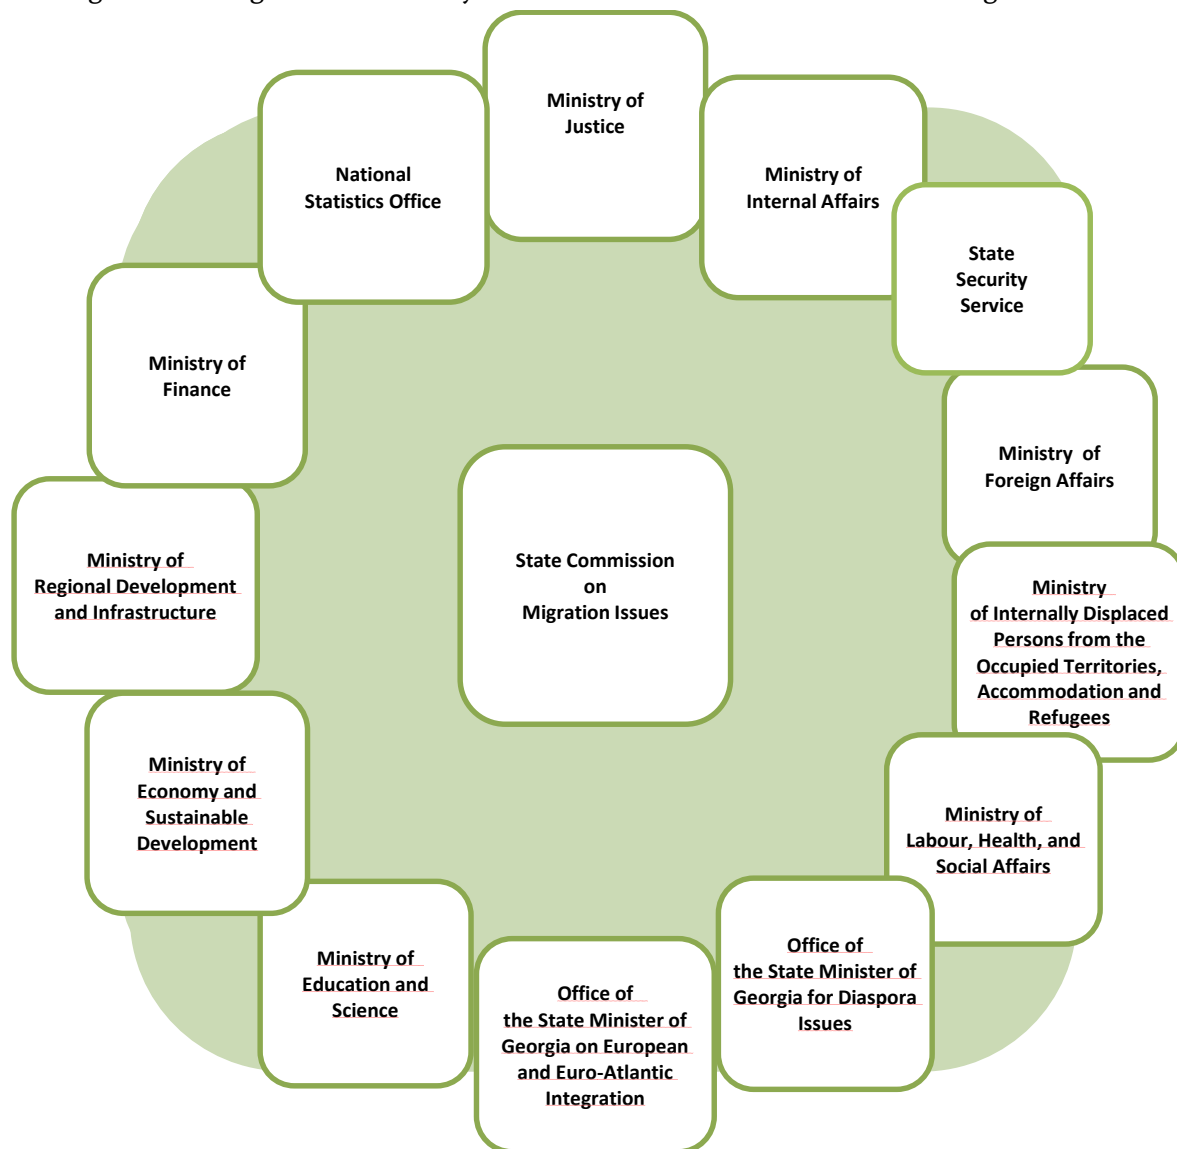 Ministry of
Justice
National
Statistics Office
Ministry of
Internal Affairs
State
Security
Service
Ministry of
Finance
Ministry of
Foreign Affairs
Ministry of
Regional Development
and Infrastructure
State Commission
on
Migration Issues
Ministry
of Internally Displaced
Persons from the
Occupied Territories,
Accommodation and
Refugees
Ministry of
Economy and
Sustainable
Development
Ministry of
Labour, Health, and
Social Affairs
Ministry of
Education and
Science
Office of
the State Minister of
Georgia on European
and Euro-Atlantic
Integration
Office of
the State Minister of
Georgia for Diaspora
Issues